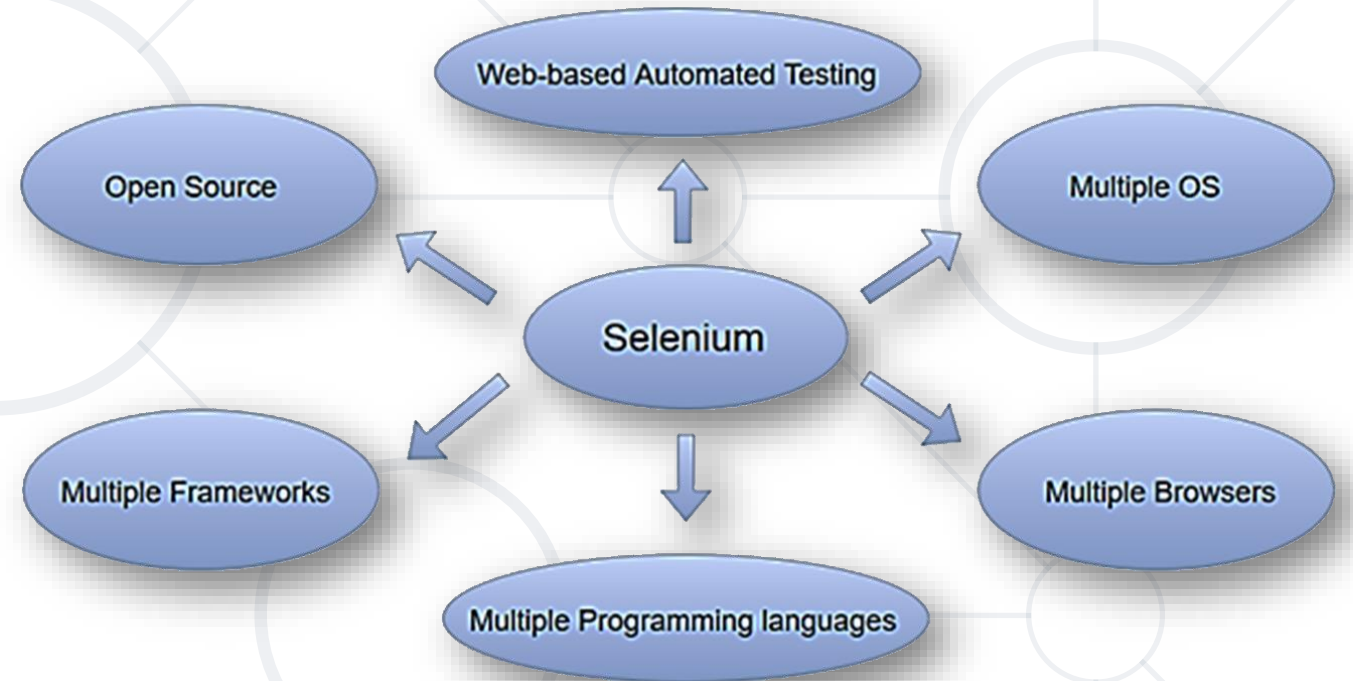 Web-based Automated Testing
Open Source
Multiple OS
Selenium
Multiple Frameworks
Multiple Browsers
Multiple Programming languages